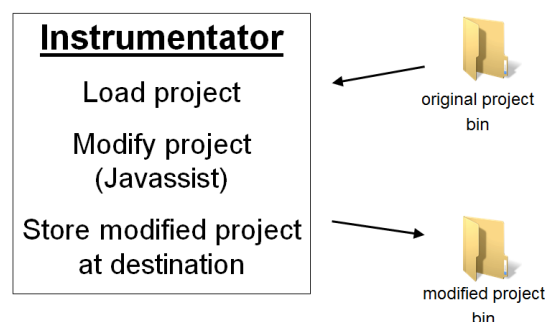 Instrumentator
Load project
Modify project
(Javassist)
Store modified project
at destination
original project
bin
modified project
bin